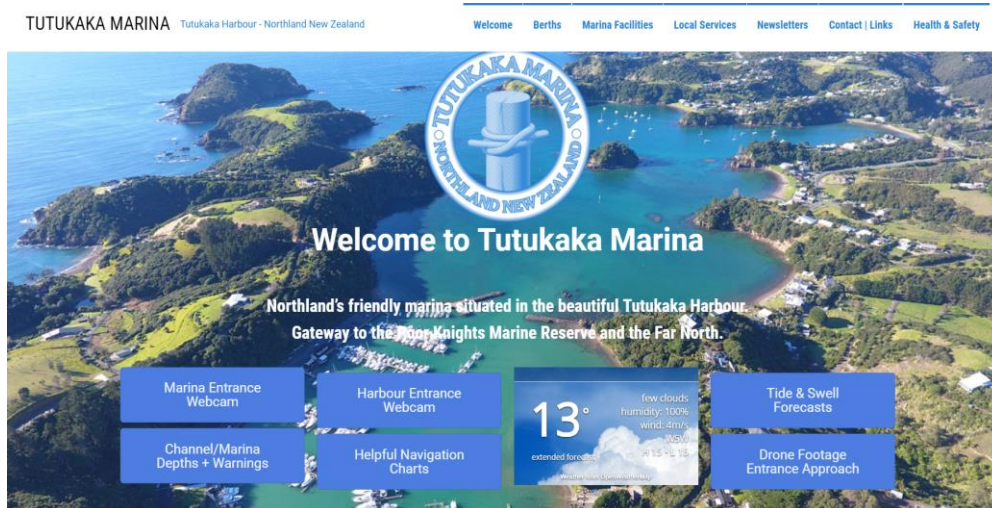 TUTUKAKA MARINA Tutukaka Harbour - Northland New Zealand
Welcome Berths Marina Facilities Local Services Newsletters Contact | Links Health & Safety
TUTUKAKA MARINA
NORTHLAND NEW ZEALAND
Welcome to Tutukaka Marina
Northland's friendly marina situated in the beautiful Tutukaka Harbour.
Gateway to the Poor Knights Marine Reserve and the Far North.
Marina Entrance
Webcam
Harbour Entrance
Webcam
13°
few clouds
humidity: 100%
wind: 4m/s
WSW
H 15 • L 15
extended forecast
Tide & Swell
Forecasts
Channel/Marina
Depths + Warnings
Helpful Navigation
Charts
Drone Footage
Entrance Approach